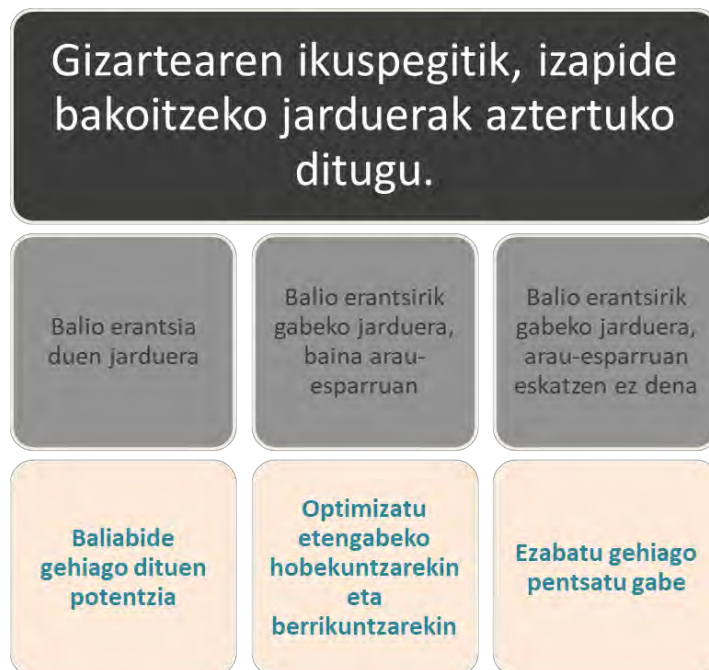 Gizartearen ikuspegitik, izapide
bakoitzeko jarduerak aztertuko
ditugu.
Balio erantsia
duen jarduera
Balio erantsirik
gabeko jarduera,
baina arau-
esparruan
Balio erantsirik
gabeko jarduera,
arau-esparruan
eskatzen ez dena
Baliabide
gehiago dituen
potentzia
Optimizatu
etengabeko
hobekuntzarekin
eta
berrikuntzarekin
Ezabatu gehiago
pentsatu gabe